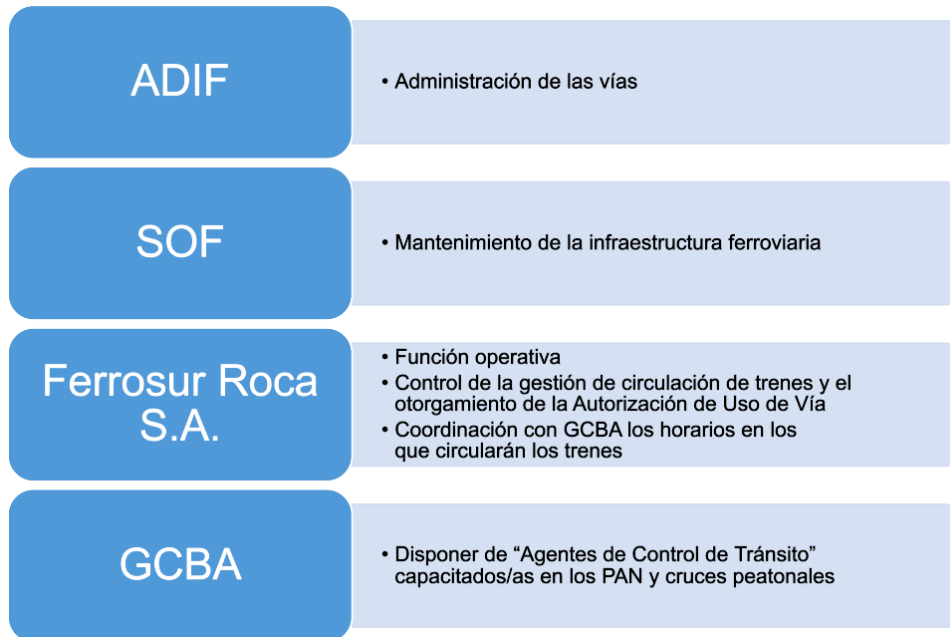 ADIF
• Administración de las vías
SOF
• Mantenimiento de la infraestructura ferroviaria
Ferrosur Roca
S.A.
• Función operativa
• Control de la gestión de circulación de trenes y el
otorgamiento de la Autorización de Uso de Vía
• Coordinación con GCBA los horarios en los
que circularán los trenes
GCBA
• Disponer de “Agentes de Control de Tránsito”
capacitados/as en los PAN y cruces peatonales